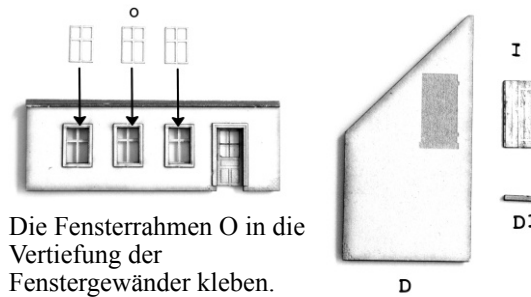 O
Die Fensterrahmen O in die
Vertiefung der
Fenstergewänder kleben.
D
I